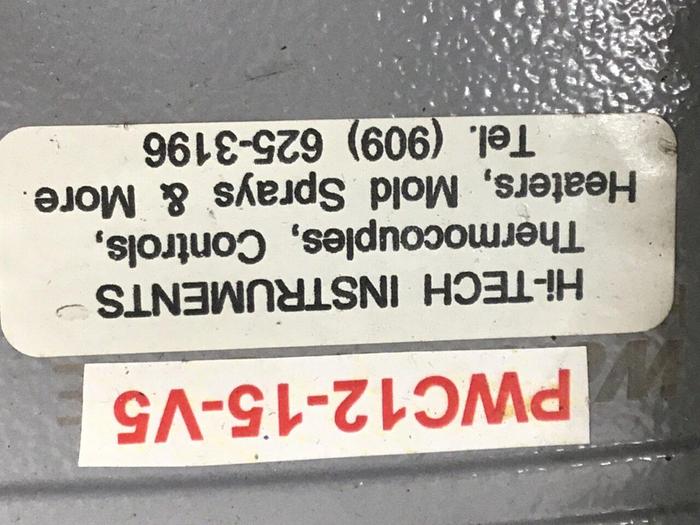 PWC12-15-V5
Hi-TECH INSTRUMENTS
Thermocouples, Controls,
Heaters, Mold Sprays & More
Tel. (909) 625-3196